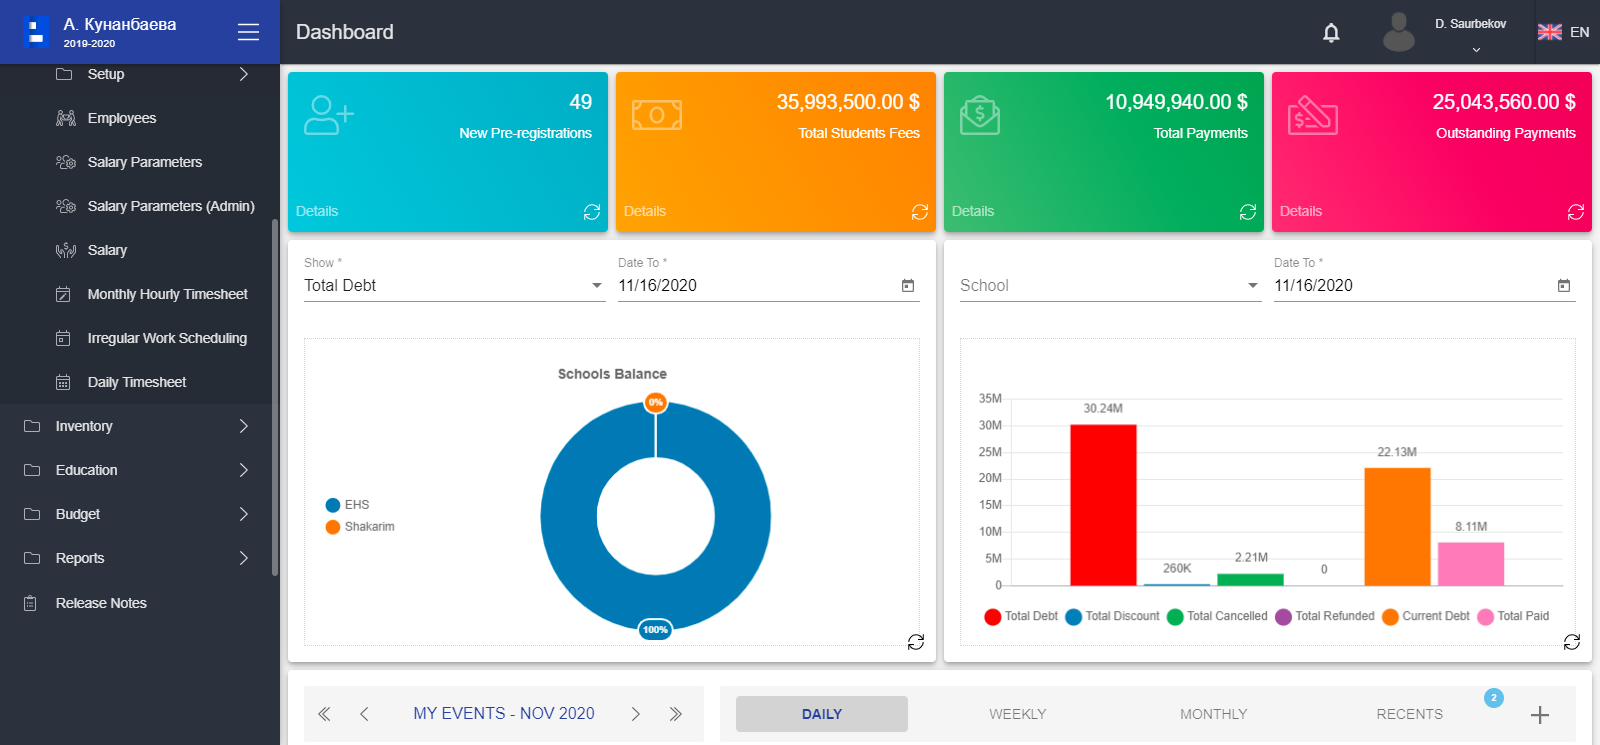 А. Кунанбаева
2019-2020
Dashboard
D. Saurbekov
EN
Setup
Employees
Salary Parameters
Salary Parameters (Admin)
Salary
Monthly Hourly Timesheet
Irregular Work Scheduling
Daily Timesheet
Inventory
Education
Budget
Reports
Release Notes
49
New Pre-registrations
Details
35,993,500.00 $
Total Students Fees
Details
10,949,940.00 $
Total Payments
Details
25,043,560.00 $
Outstanding Payments
Details
Show *
Total Debt
Date To *
11/16/2020
Schools Balance
0%
EHS
Shakarim
100%
School
Date To *
11/16/2020
35M
30M
25M
20M
15M
10M
5M
0
30.24M
260K
2.21M
0
22.13M
8.11M
Total Debt
Total Discount
Total Cancelled
Total Refunded
Current Debt
Total Paid
MY EVENTS - NOV 2020
DAILY
WEEKLY
MONTHLY
RECENTS
2